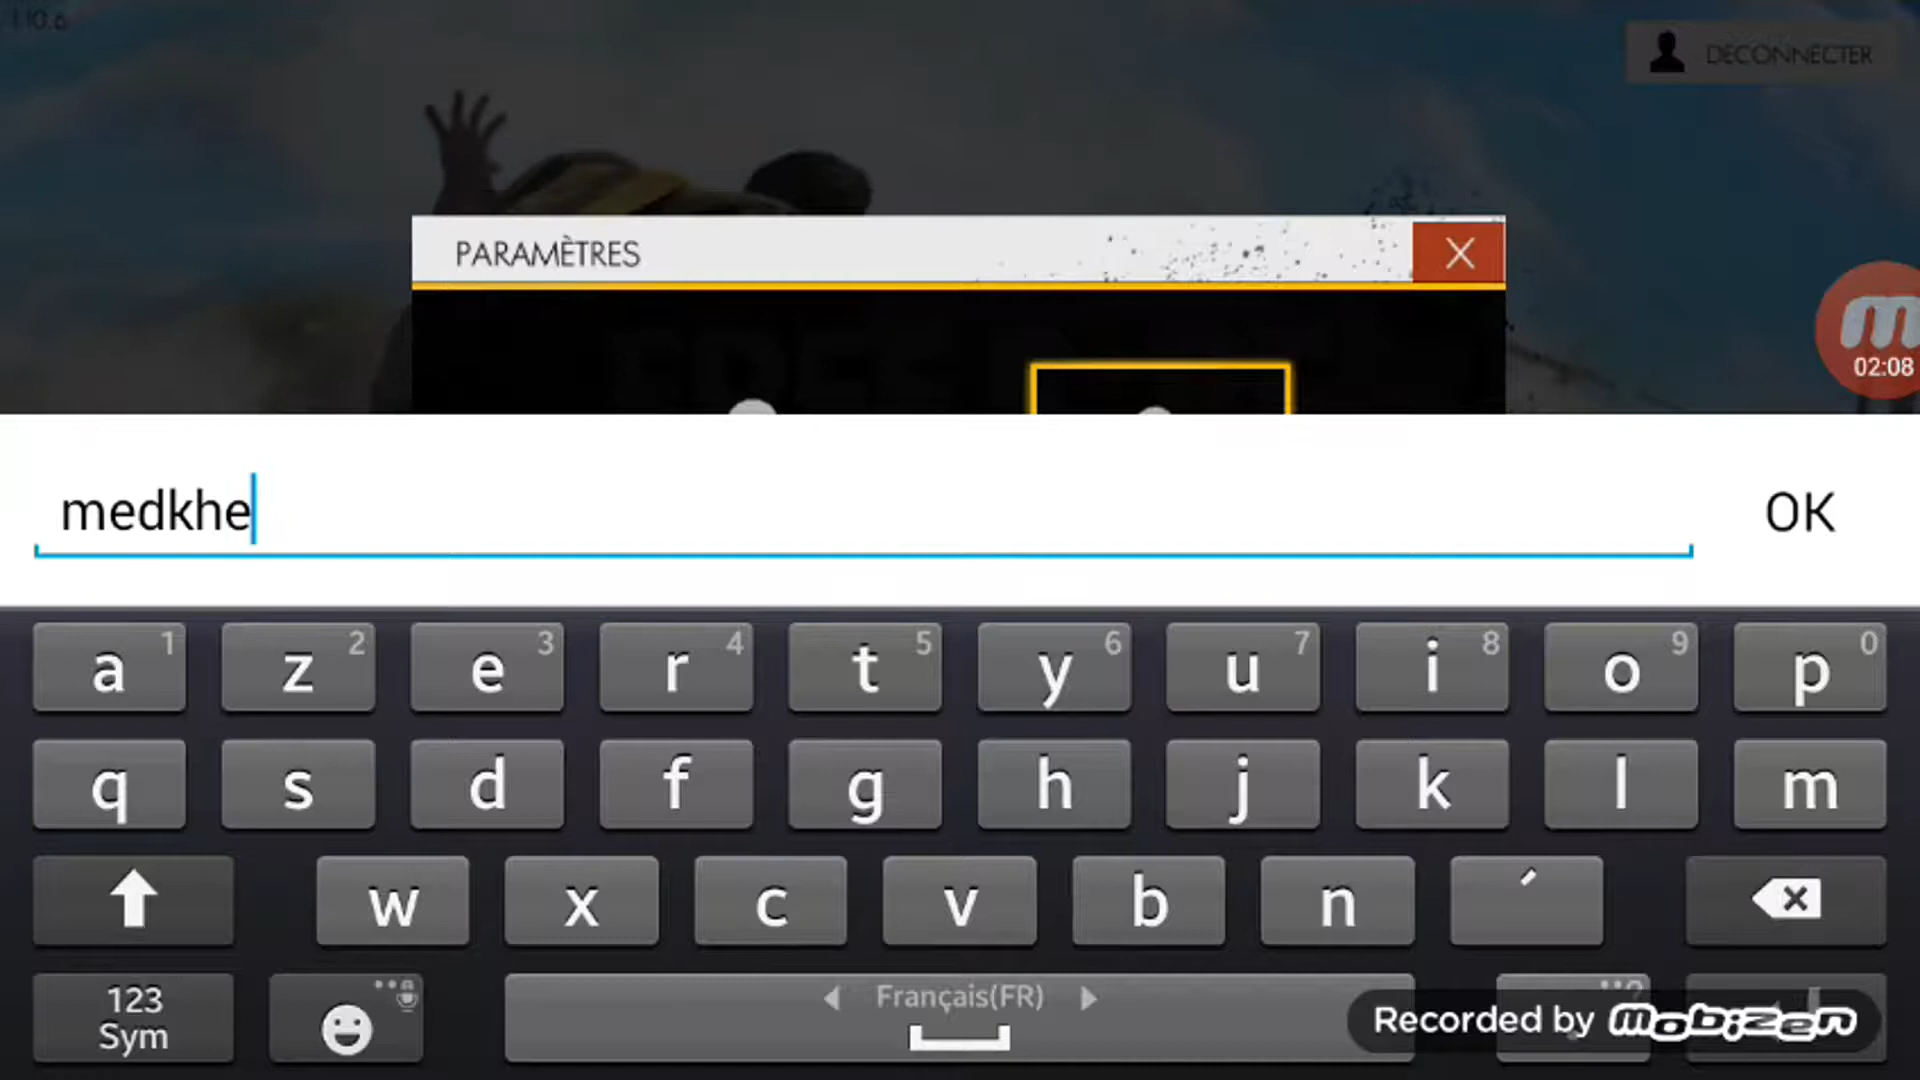 DECONNECTER
PARAMÈTRES
X
02:08
medkhe
OK
a 1 z 2 e 3 r 4 t 5 y 6 u 7 i 8 o 9 p 0
q s d f g h j k l m
w x c v b n ´
123
Sym
Français(FR)
Recorded by mobizen